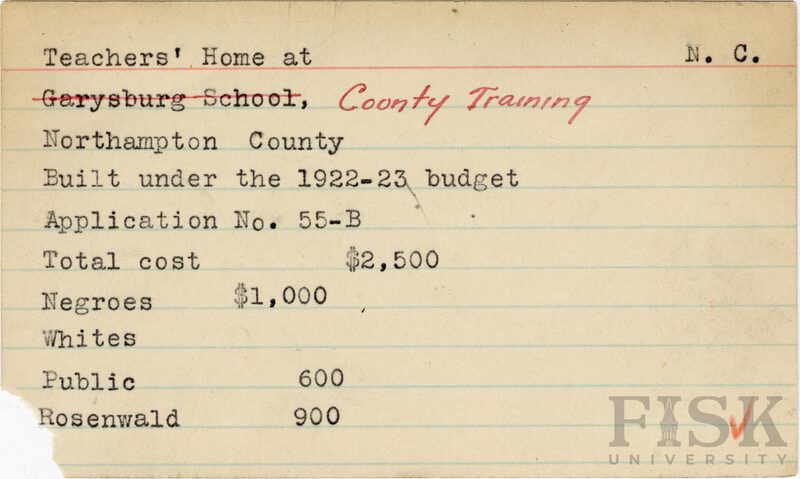 Teachers' Home at N. C.
Garysburg School, County Training
Northampton County
Built under the 1922-23 budget
Application No. 55-B
Total cost $2,500
Negroes $1,000
Whites
Public 600
Rosenwald 900
FISK
UNIVERSITY